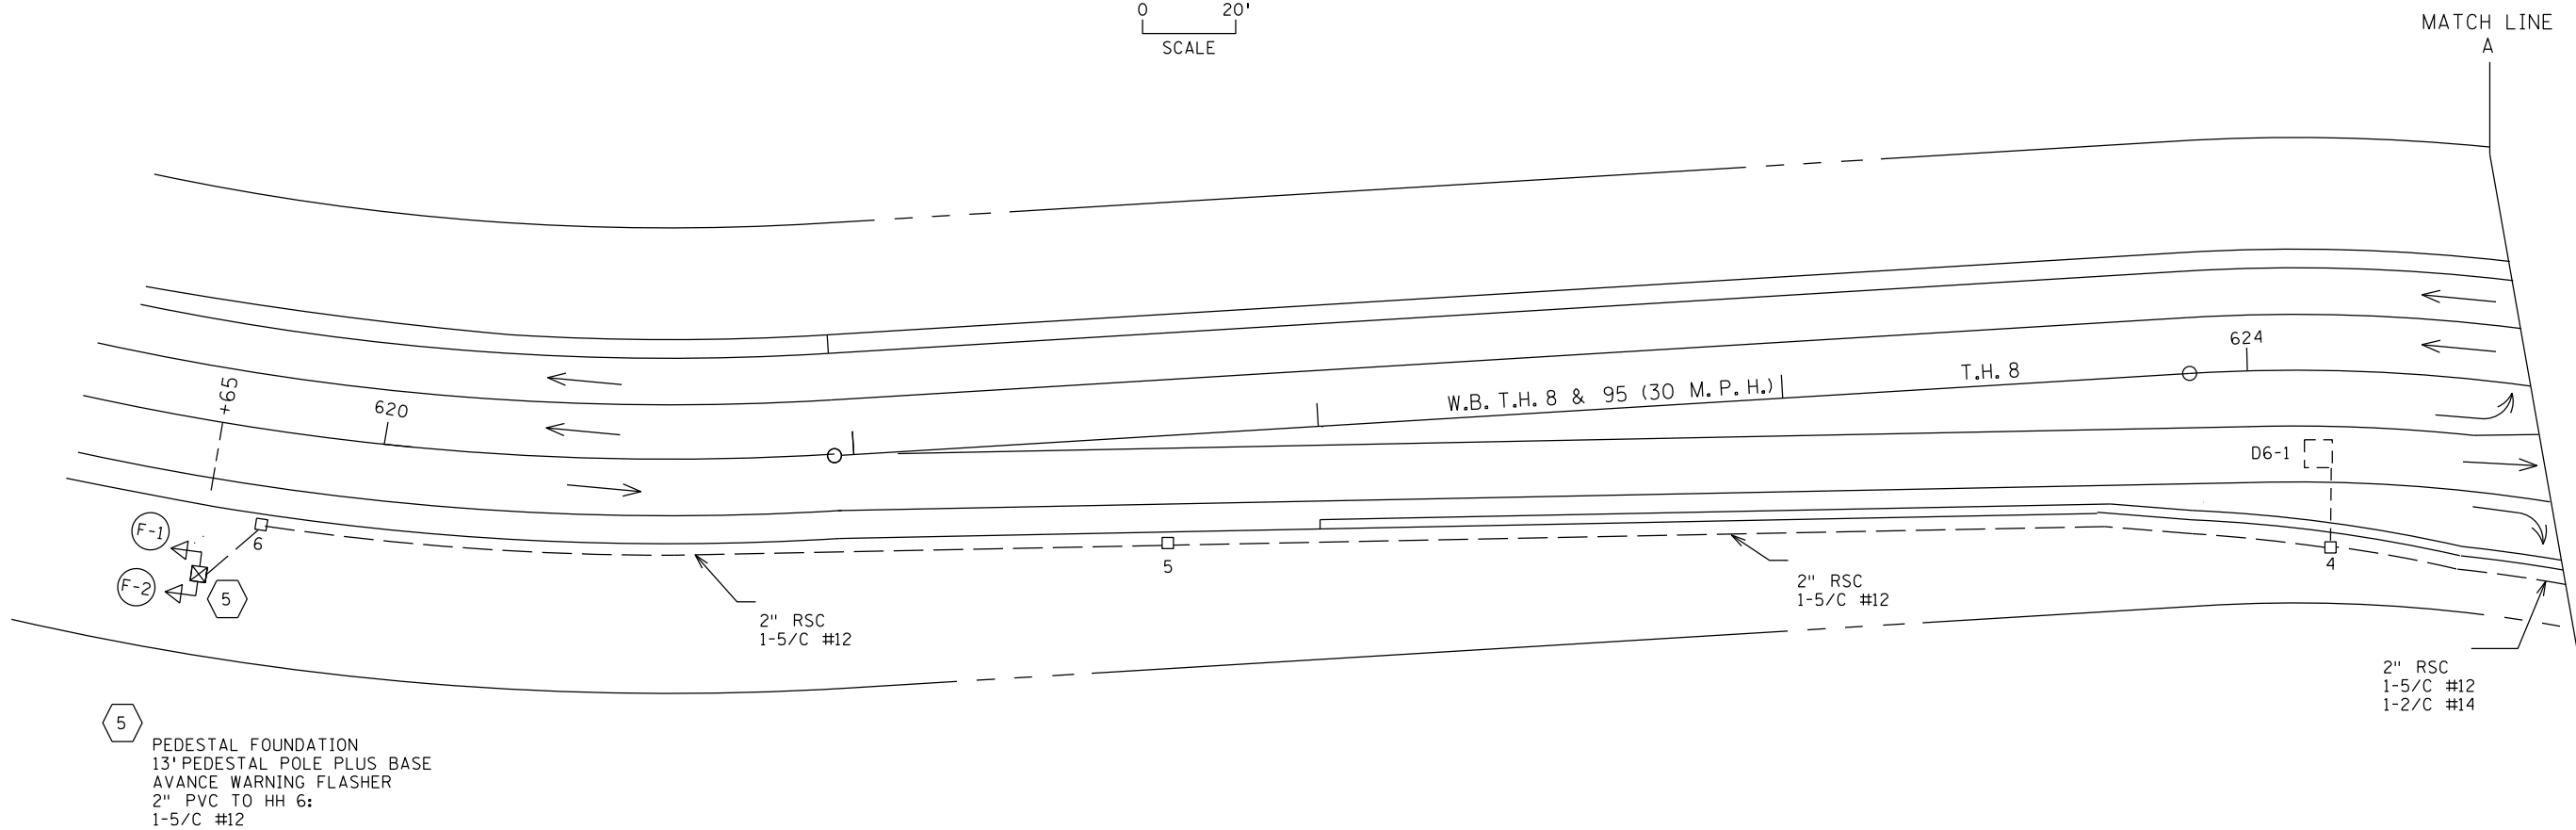 0 20'
SCALE
MATCH LINE
A
+65
620
W.B. T.H. 8 & 95 (30 M.P.H.)
T.H. 8
624
D6-1
F-1
F-2
6
5
5
4
2" RSC
1-5/C #12
2" RSC
1-5/C #12
2" RSC
1-5/C #12
1-2/C #14
5
PEDESTAL FOUNDATION
13' PEDESTAL POLE PLUS BASE
AVANCE WARNING FLASHER
2" PVC TO HH 6:
1-5/C #12